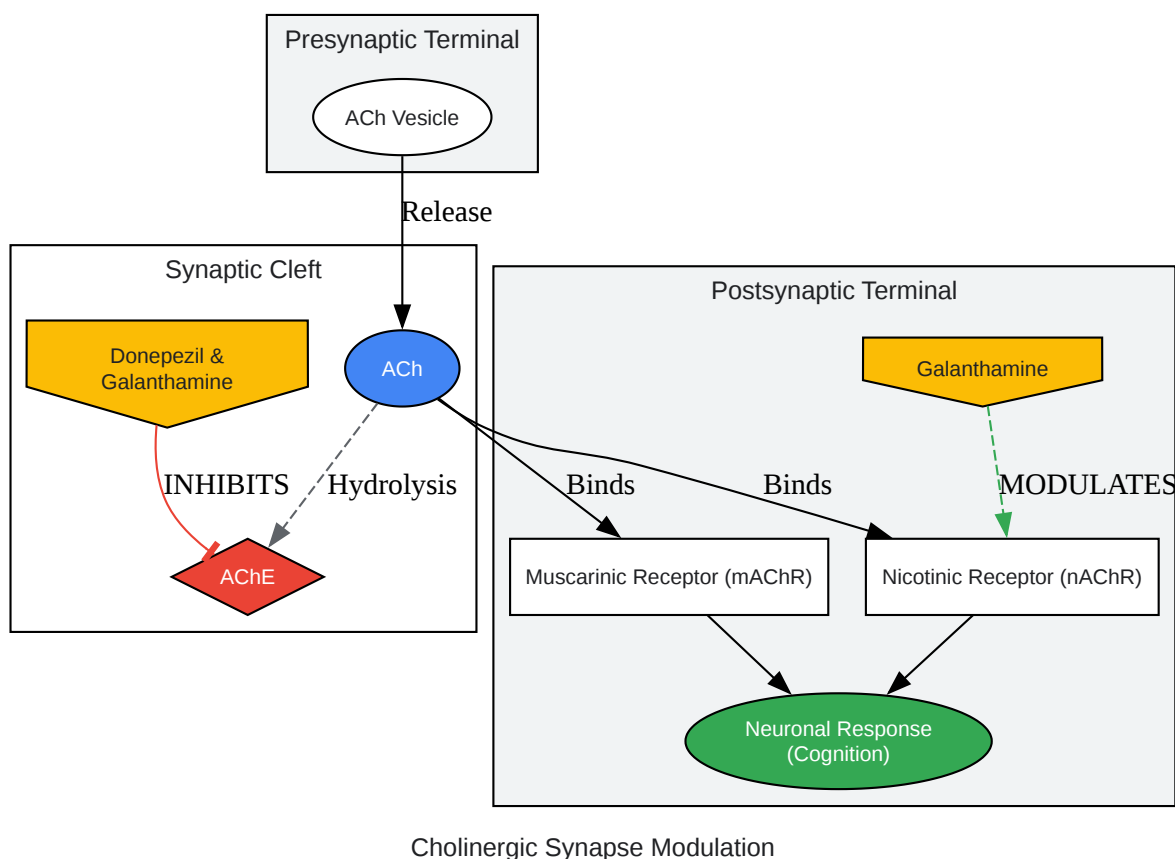 Presynaptic Terminal
ACh Vesicle
Release
Synaptic Cleft
Postsynaptic Terminal
Donepezil &
Galanthamine
ACh
Galanthamine
INHIBITS
Hydrolysis
Binds
Binds
MODULATES
AChE
Muscarinic Receptor (mAChR)
Nicotinic Receptor (nAChR)
Neuronal Response
(Cognition)
Cholinergic Synapse Modulation